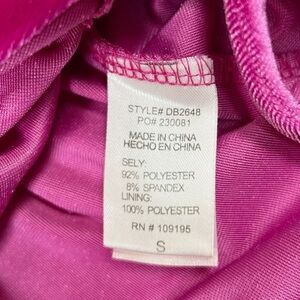 STYLE# DB2648
PO# 230081
MADE IN CHINA
HECHO EN CHINA
SELY:
92% POLYESTER
8% SPANDEX
LINING:
100% POLYESTER
RN # 109195
S